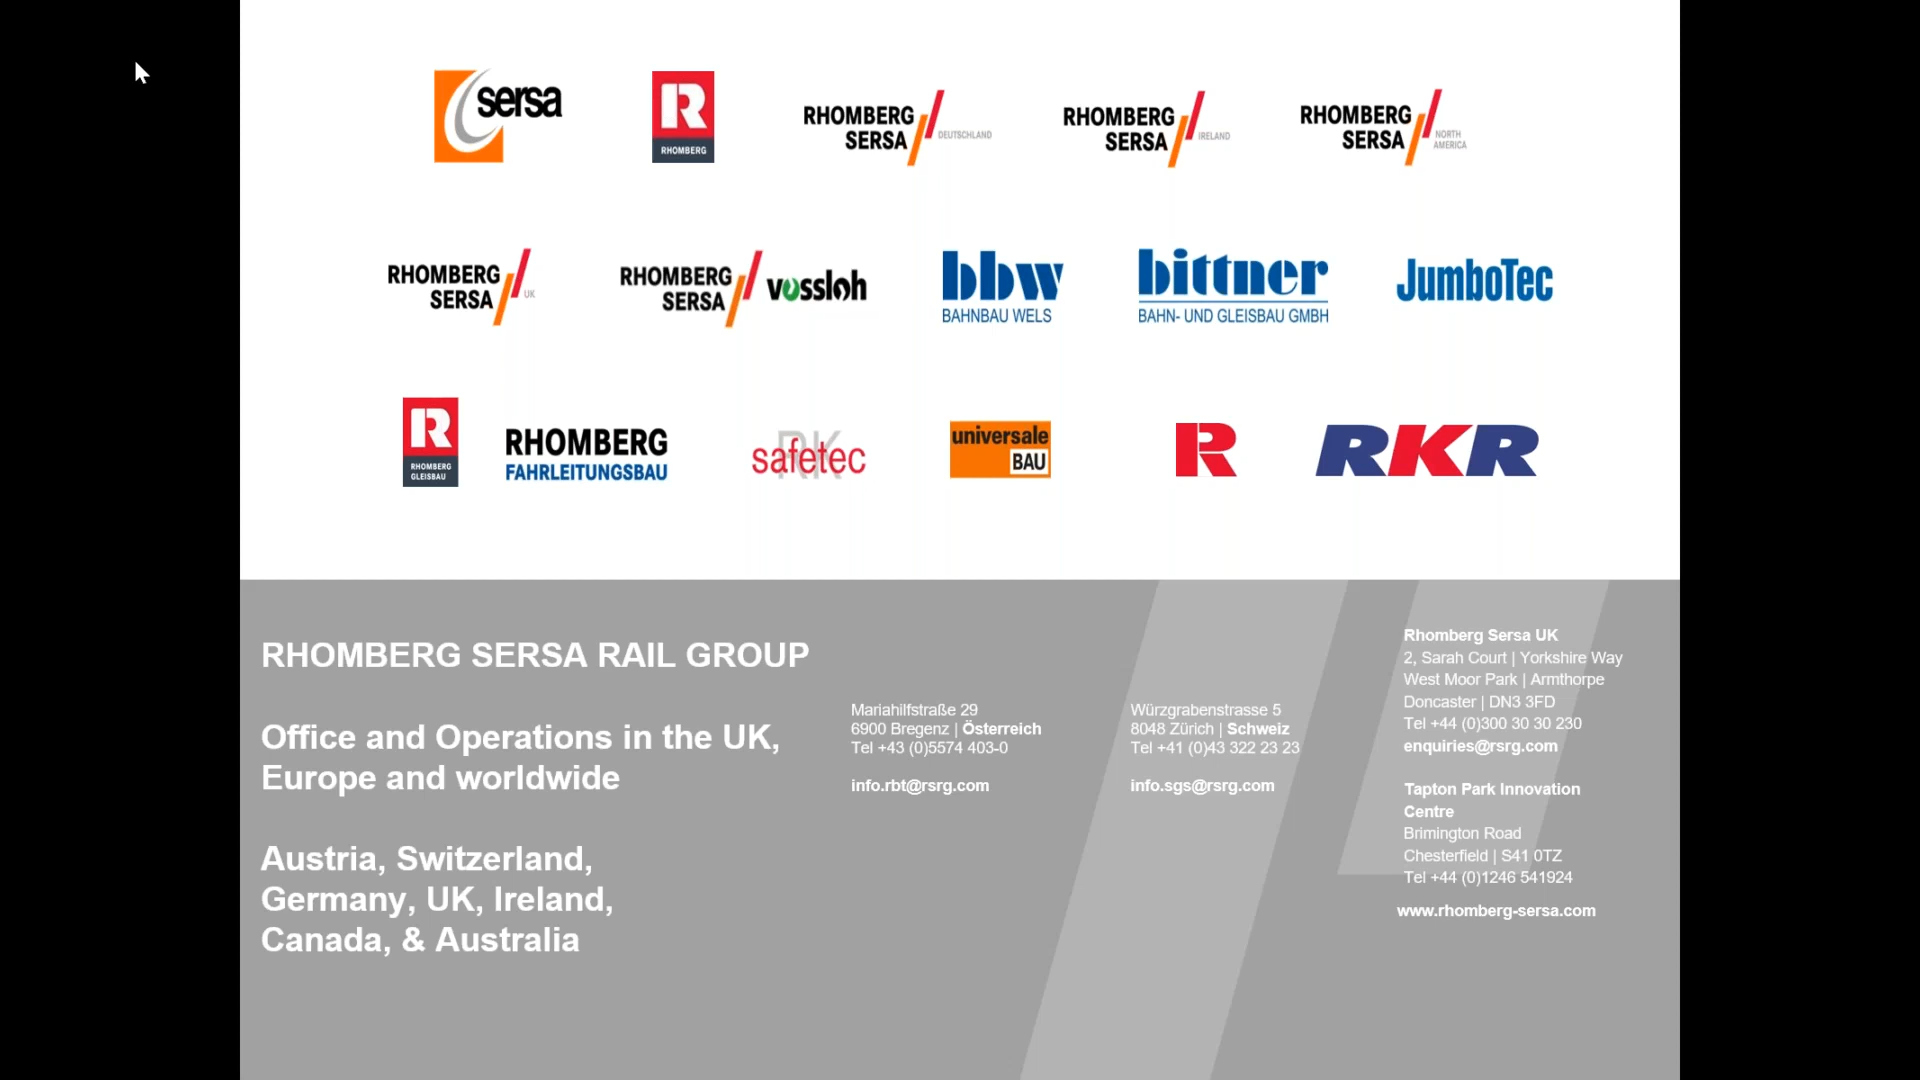 sersa
RHOMBERG
RHOMBERG
SERSA
DEUTSCHLAND
RHOMBERG
SERSA
IRELAND
RHOMBERG
SERSA
NORTH
AMERICA
RHOMBERG
SERSA
UK
RHOMBERG
SERSA
vossloh
bbw
BAHNBAU WELS
bittner
BAHN- UND GLEISBAU GMBH
JumboTec
R
RHOMBERG
GLEISBAU
RHOMBERG
FAHRLEITUNGSBAU
RK
safetec
universale
BAU
R
RKR
RHOMBERG SERSA RAIL GROUP
Office and Operations in the UK,
Europe and worldwide
Austria, Switzerland,
Germany, UK, Ireland,
Canada, & Australia
Mariahilfstraße 29
6900 Bregenz | Österreich
Tel +43 (0)5574 403-0
info.rbt@rsrg.com
Würzgrabenstrasse 5
8048 Zürich | Schweiz
Tel +41 (0)43 322 23 23
info.sgs@rsrg.com
Rhomberg Sersa UK
2, Sarah Court | Yorkshire Way
West Moor Park | Armthorpe
Doncaster | DN3 3FD
Tel +44 (0)300 30 30 230
enquiries@rsrg.com
Tapton Park Innovation
Centre
Brimington Road
Chesterfield | S41 0TZ
Tel +44 (0)1246 541924
www.rhomberg-sersa.com